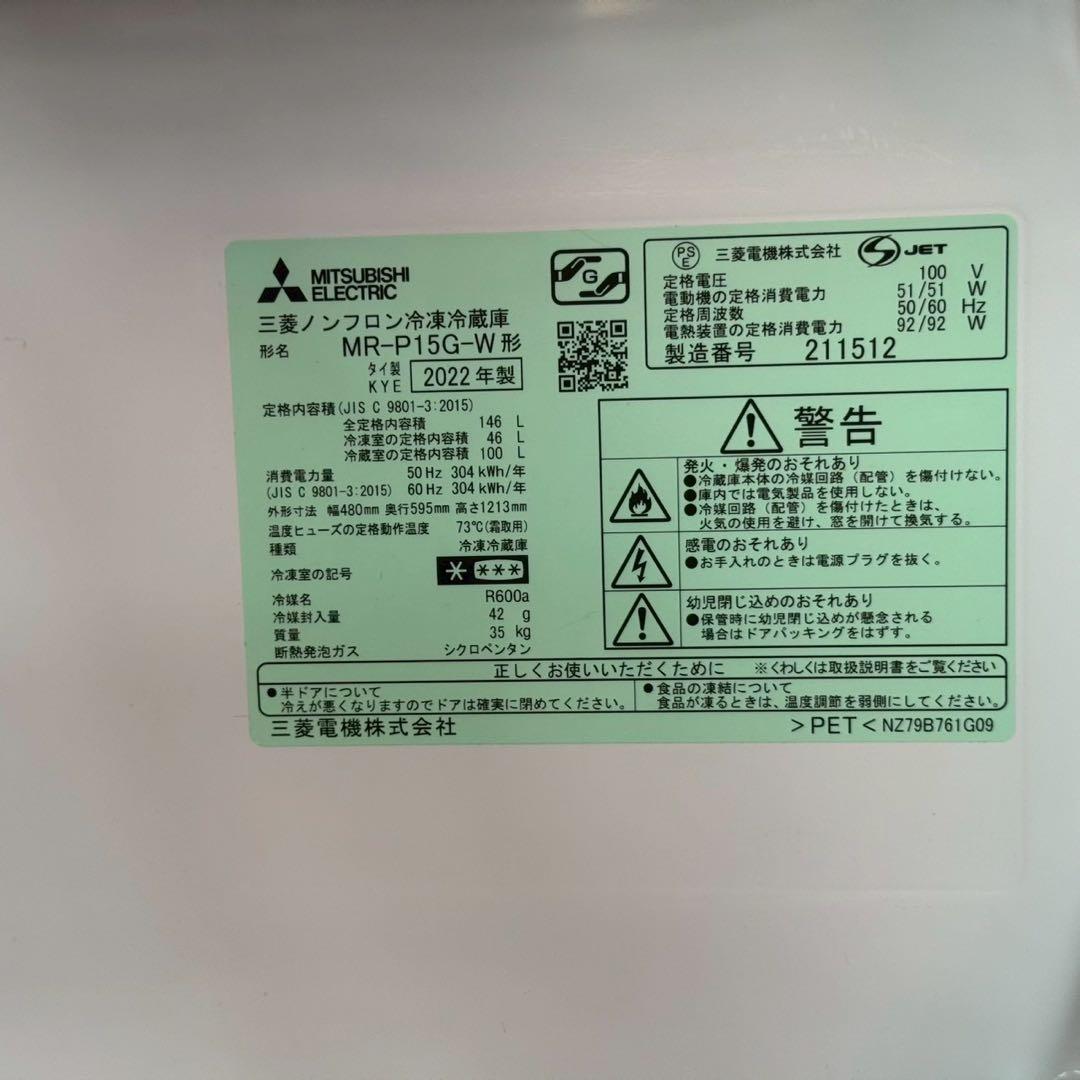 MITSUBISHI
ELECTRIC
三菱ノンフロン冷凍冷蔵庫
形名 MR-P15G-W形
タイ製
KYE 2022年製
定格内容積(JIS C 9801-3:2015)
全定格内容積 146 L
冷凍室の定格内容積 46 L
冷蔵室の定格内容積 100 L
消費電力量 50Hz 304kWh/年
(JIS C 9801-3:2015) 60Hz 304kWh/年
外形寸法 幅480mm 奥行595mm 高さ1213mm
温度ヒューズの定格動作温度 73℃(霜取用)
種類 冷凍冷蔵庫
冷凍室の記号 * ***
冷媒名 R600a
冷媒封入量 42 g
質量 35 kg
断熱発泡ガス シクロペンタン
G
PSE 三菱電機株式会社 S JET
定格電圧 100 V
電動機の定格消費電力 51/51 W
定格周波数 50/60 Hz
電熱装置の定格消費電力 92/92 W
製造番号 211512
警告
発火・爆発のおそれあり
●冷蔵庫本体の冷媒回路（配管）を傷付けない。
●庫内では電気製品を使用しない。
●冷媒回路（配管）を傷付けたときは、
火気の使用を避け、窓を開けて換気する。
感電のおそれあり
●お手入れのときは電源プラグを抜く。
幼児閉じ込めのおそれあり
●保管時に幼児閉じ込めが懸念される
場合はドアパッキングをはずす。
正しくお使いいただくために ※くわしくは取扱説明書をご覧ください
●半ドアについて
冷えが悪くなりますのでドアは確実に閉めてください。
●食品の凍結について
食品が凍るときは、温度調節を弱側にしてください。
三菱電機株式会社
>PET< NZ79B761G09